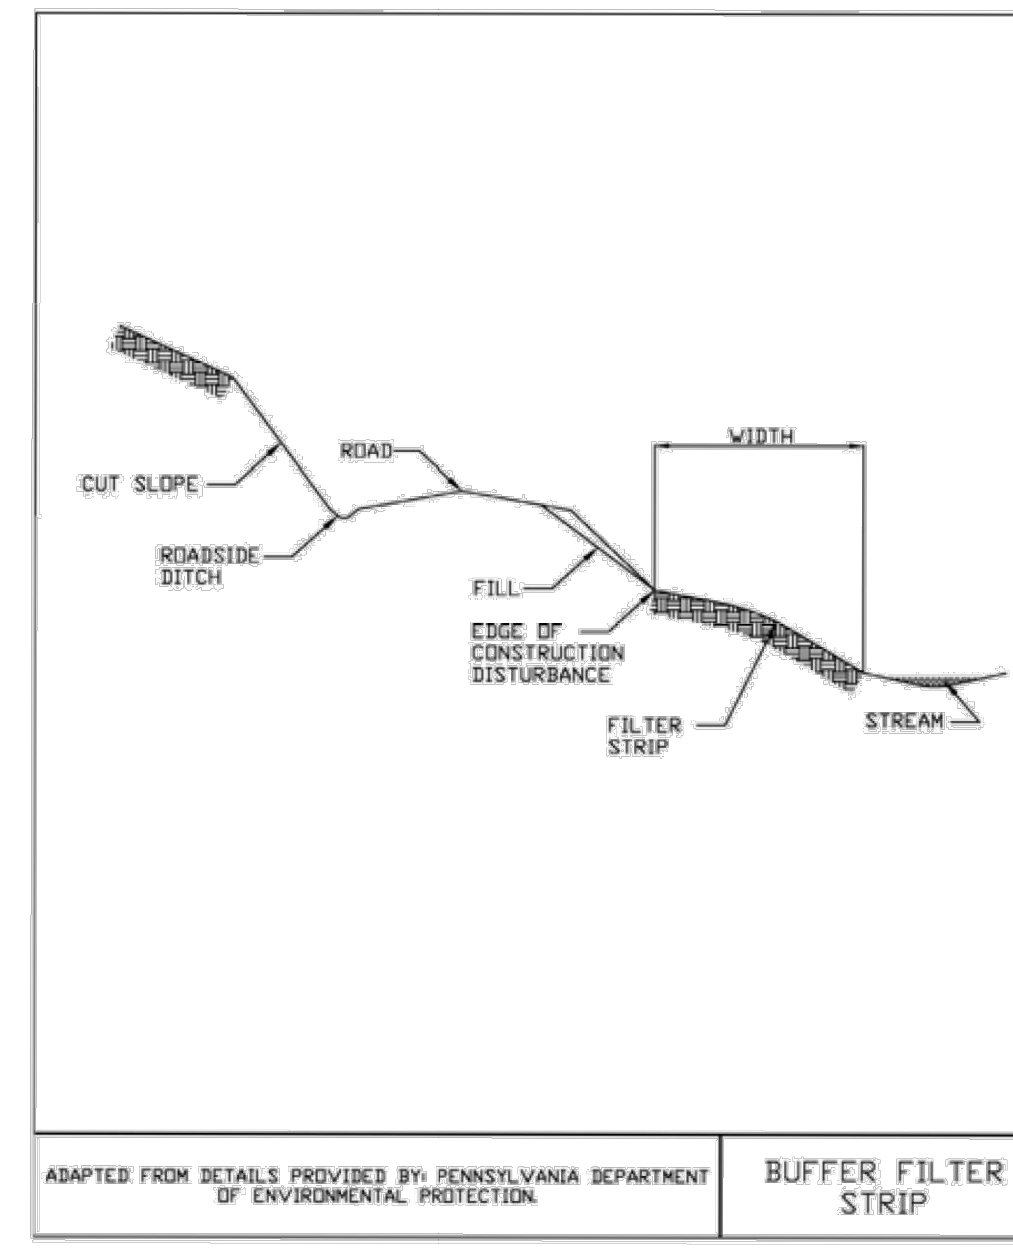 WIDTH
ROAD
CUT SLOPE
ROADSIDE
DITCH
FILL
EDGE OF
CONSTRUCTION
DISTURBANCE
FILTER
STRIP
STREAM
ADAPTED FROM DETAILS PROVIDED BY: PENNSYLVANIA DEPARTMENT
OF ENVIRONMENTAL PROTECTION.
BUFFER FILTER
STRIP